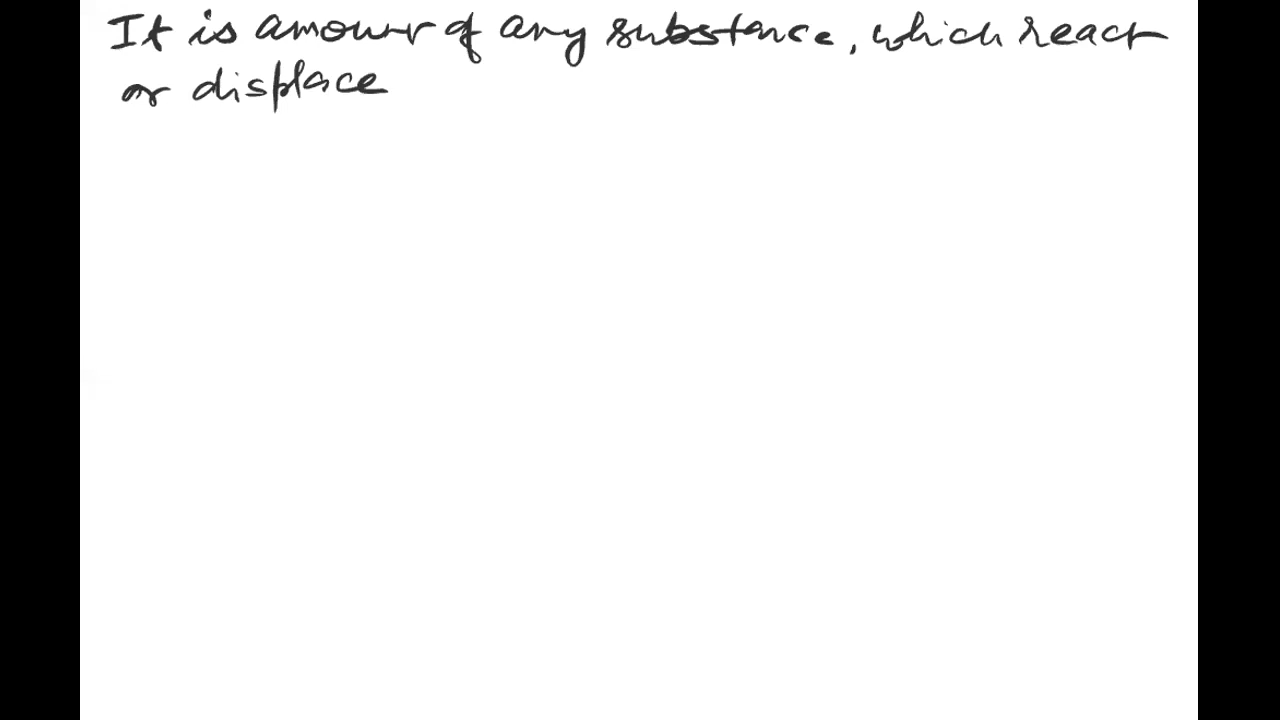 It is amount of any substance, which react
or displace